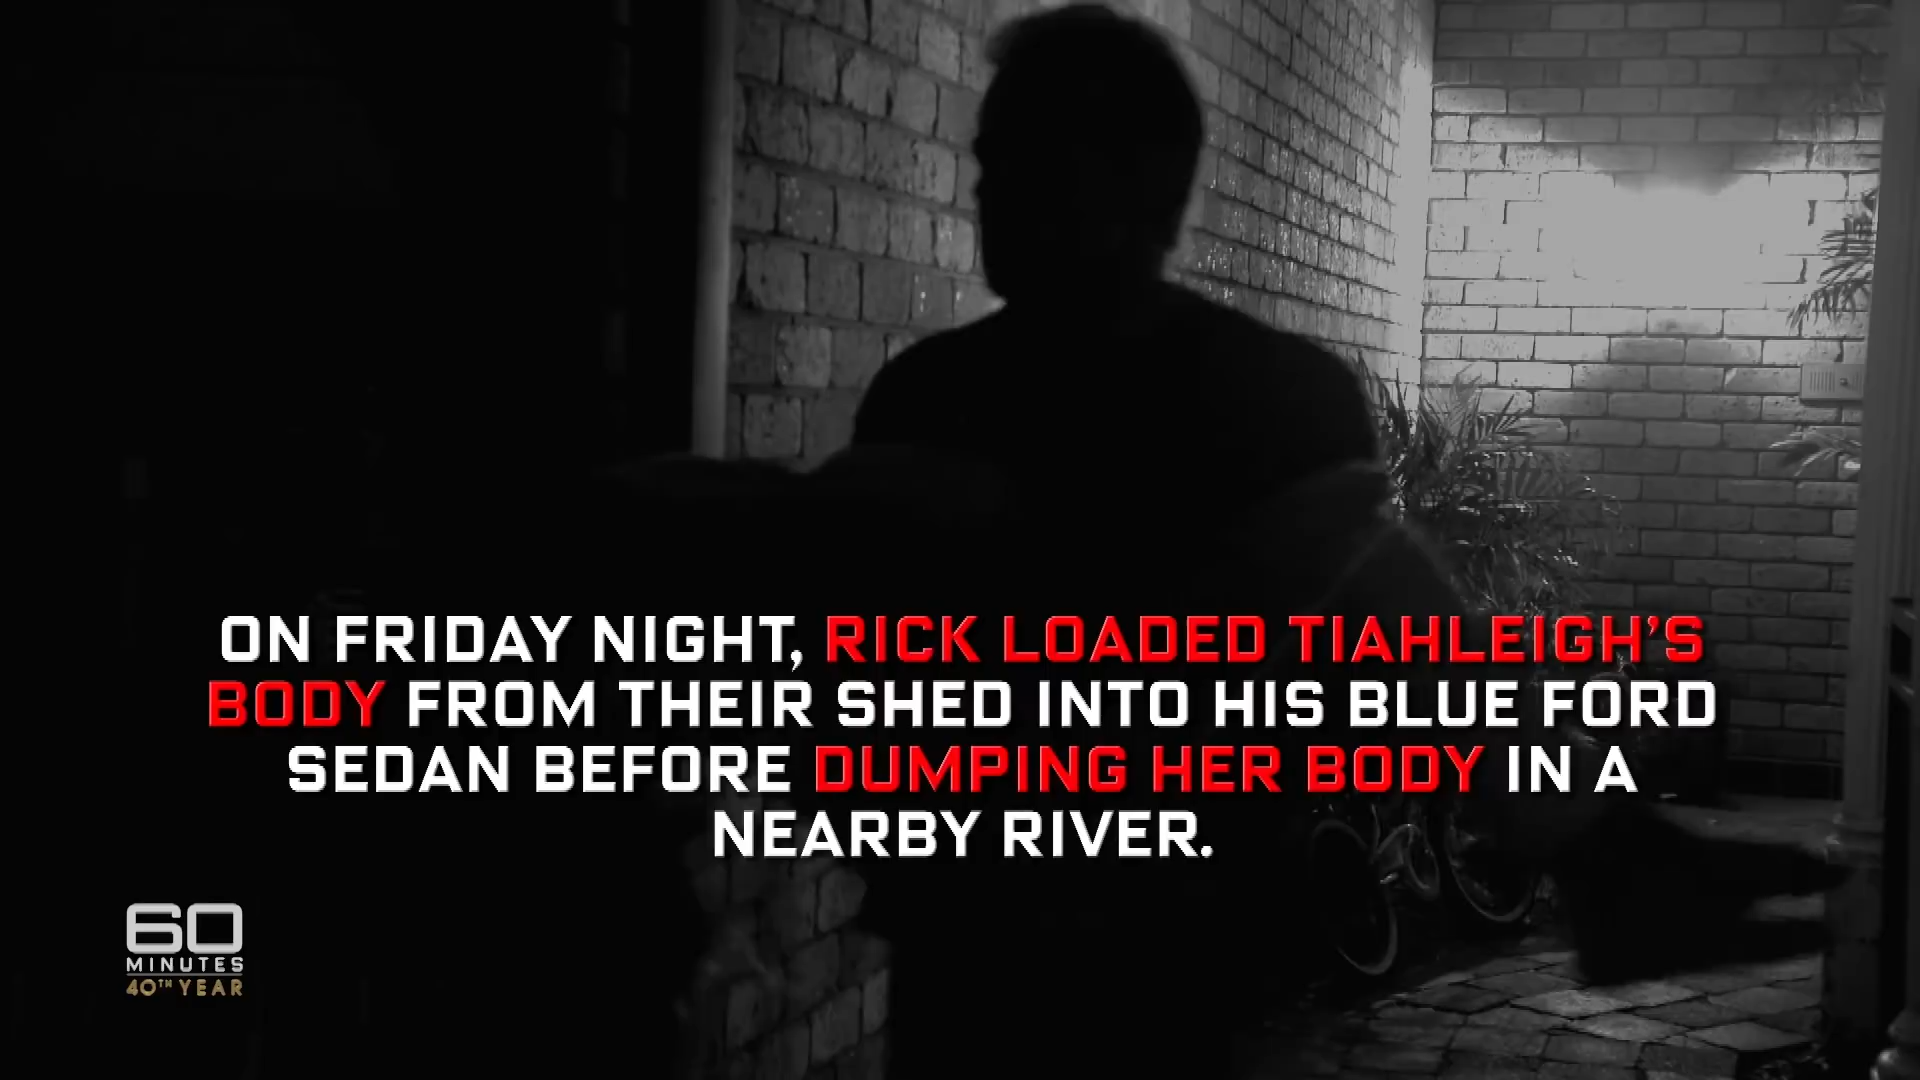 ON FRIDAY NIGHT, RICK LOADED TIAHLEIGH'S
BODY FROM THEIR SHED INTO HIS BLUE FORD
SEDAN BEFORE DUMPING HER BODY IN A
NEARBY RIVER.
60
MINUTES
40TH YEAR